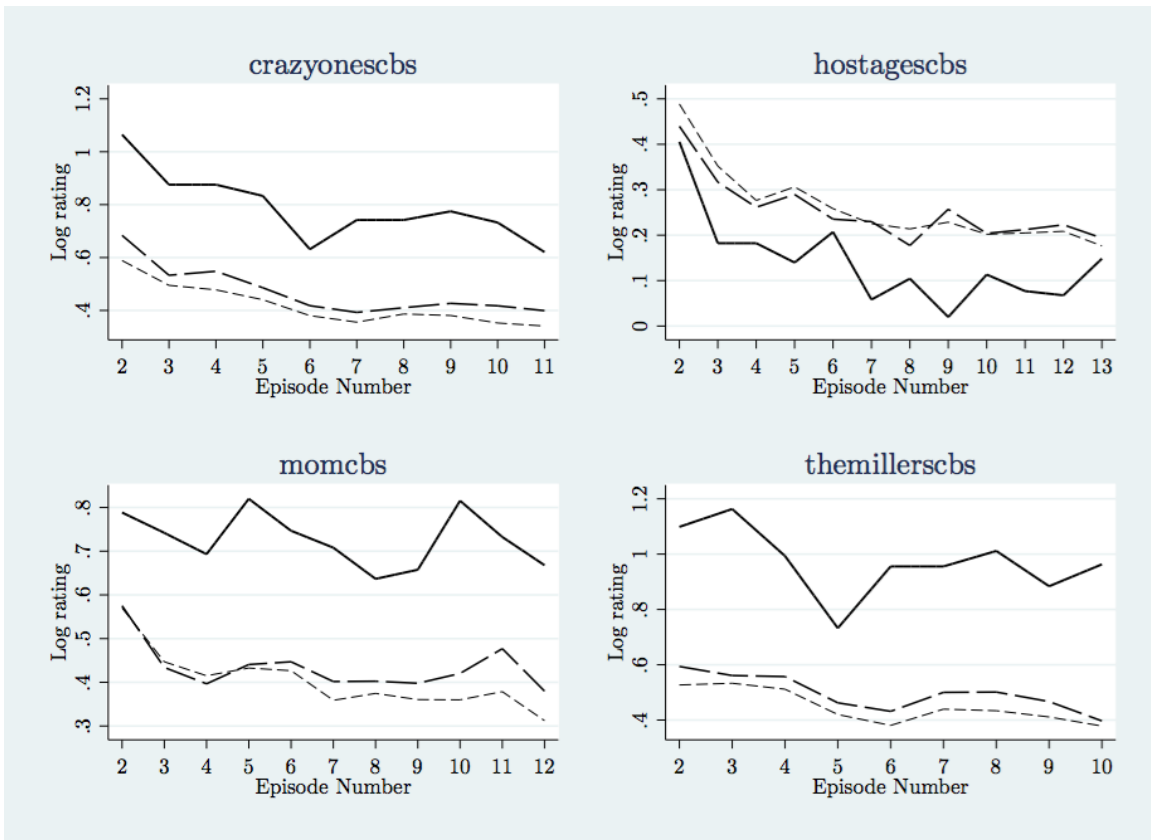 crazyonescbs
Log rating
1.2
1
.8
.6
.4
2 3 4 5 6 7 8 9 10 11
Episode Number
hostagescbs
Log rating
.5
.4
.3
.2
.1
0
2 3 4 5 6 7 8 9 10 11 12 13
Episode Number
momcbs
Log rating
.8
.7
.6
.5
.4
.3
2 3 4 5 6 7 8 9 10 11 12
Episode Number
themillerscbs
Log rating
1.2
1
.8
.6
.4
2 3 4 5 6 7 8 9 10
Episode Number